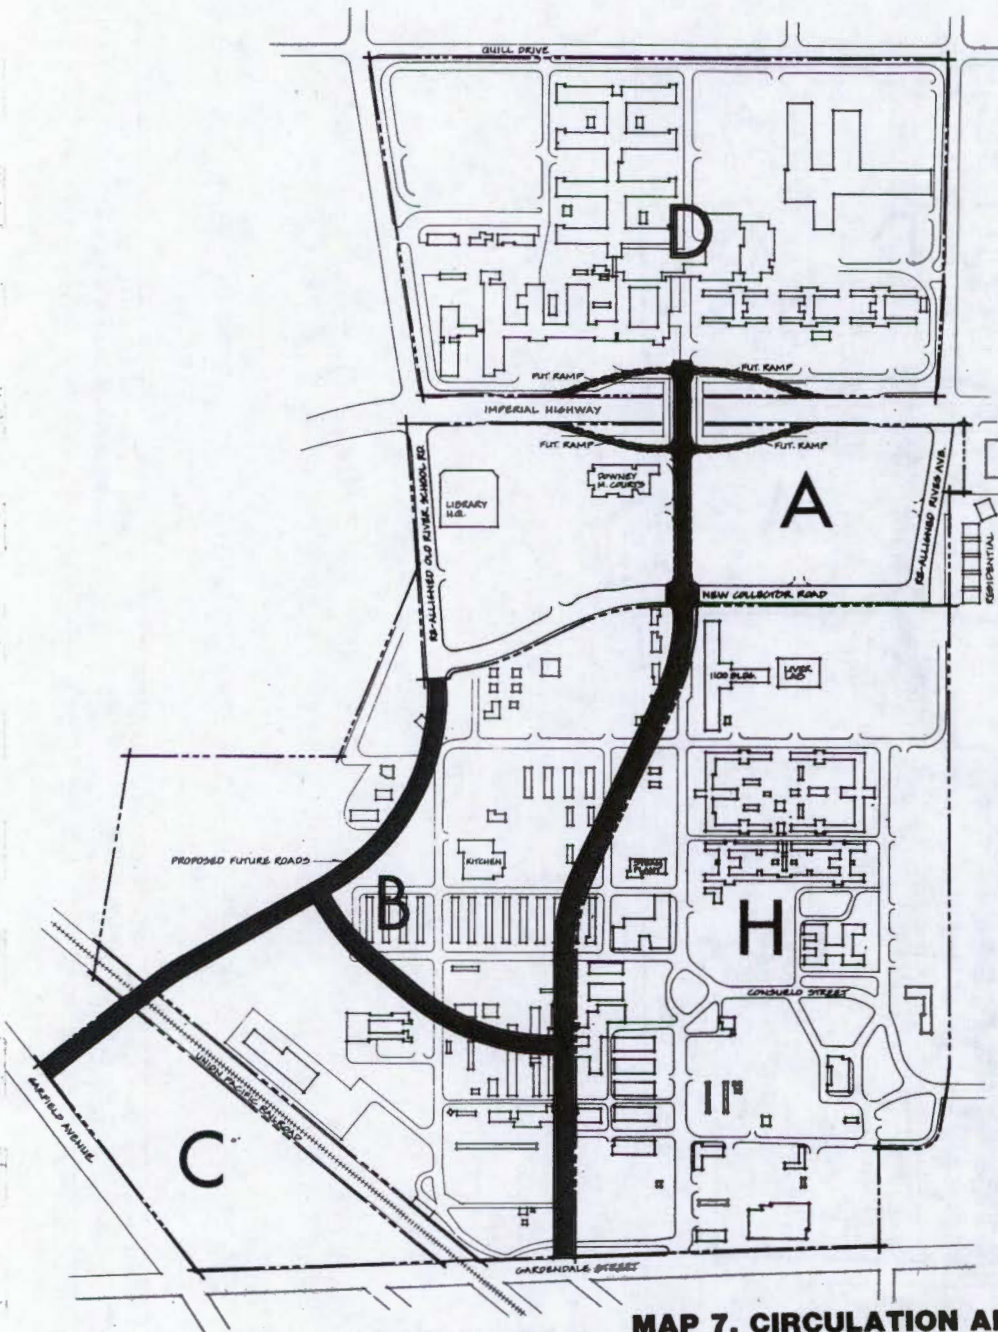 QUILL DRIVE
D
FUT. RAMP
FUT. RAMP
IMPERIAL HIGHWAY
FUT. RAMP
FUT. RAMP
DOWNEY
M. COURTS
LIBRARY
H.Q.
A
RE-ALLIGNED OLD RIVER SCHOOL RD.
RE-ALLIGNED RIVES AVE.
RESIDENTIAL
NEW COLLECTOR ROAD
1100 BLDG.
LIVER
LAB
PROPOSED FUTURE ROADS
KITCHEN
PLANT
B
H
CONSUELO STREET
UNION PACIFIC RAILROAD
GARFIELD AVENUE
C
GARDENDALE STREET
MAP 7. CIRCULATION